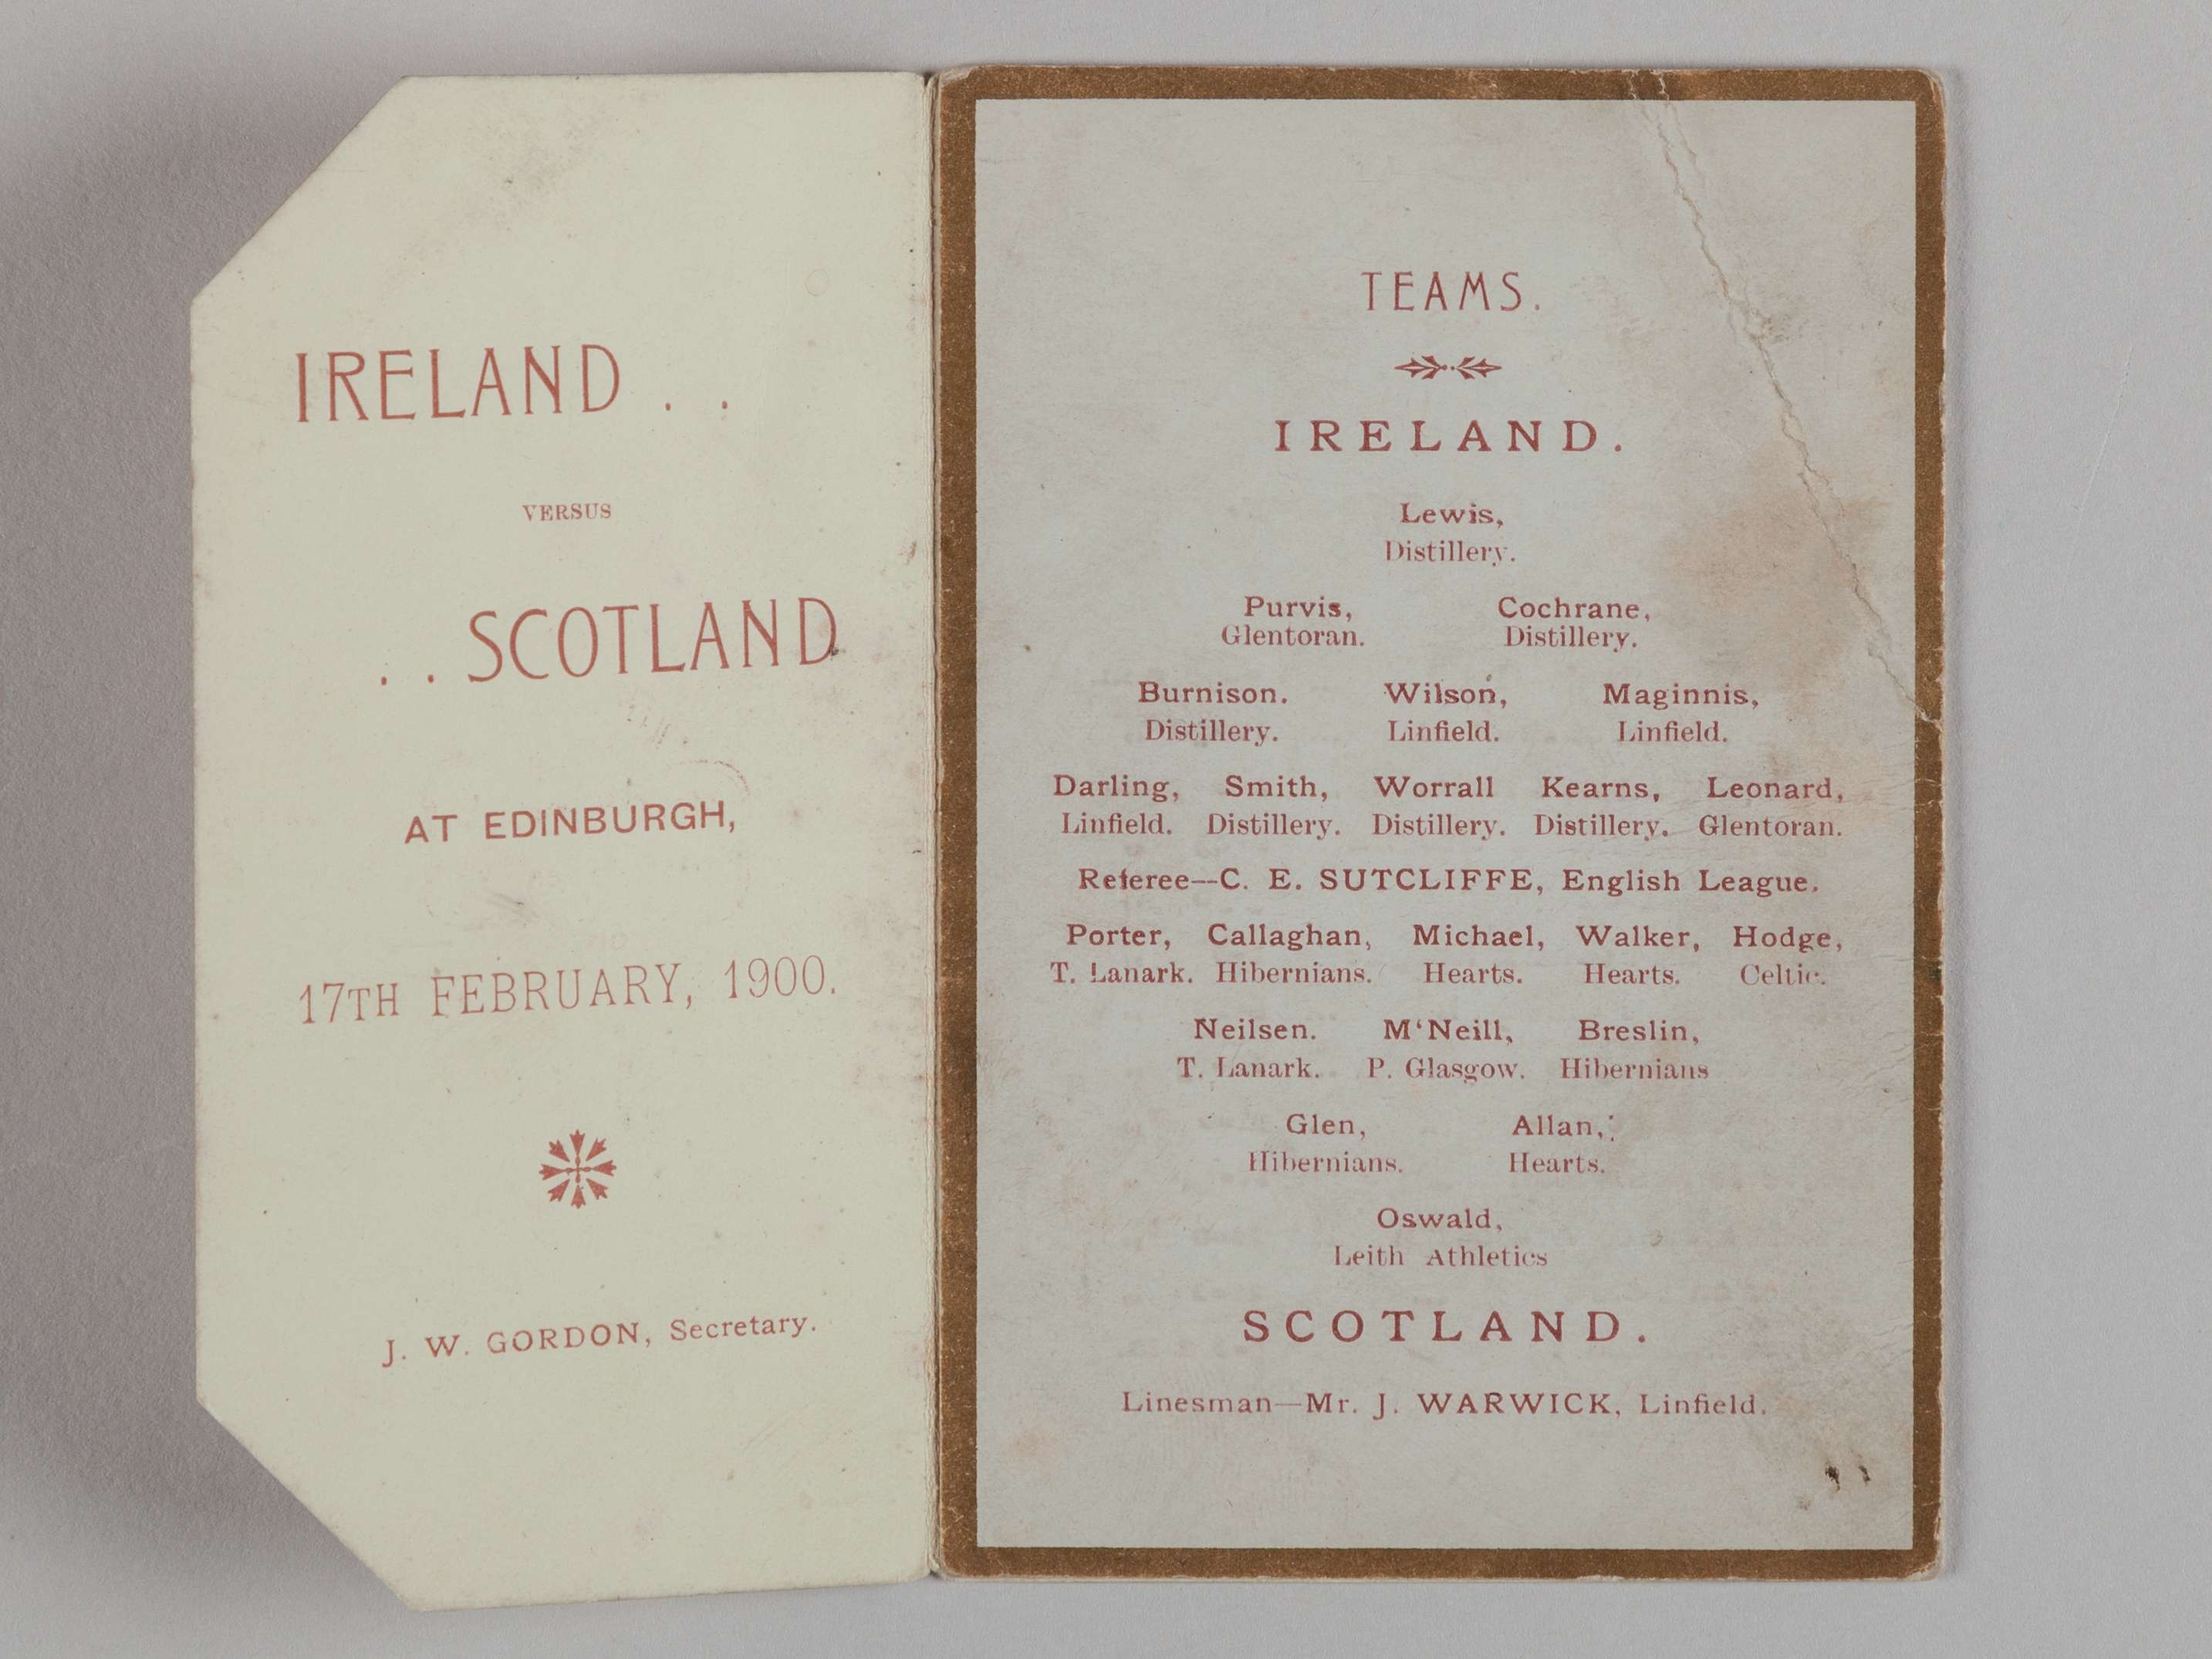 IRELAND . .
VERSUS
. . SCOTLAND
AT EDINBURGH,
17TH FEBRUARY, 1900.
J. W. GORDON, Secretary.
TEAMS.
IRELAND.
Lewis,
Distillery.
Purvis, Cochrane,
Glentoran. Distillery.
Burnison. Wilson, Maginnis,
Distillery. Linfield. Linfield.
Darling, Smith, Worrall Kearns, Leonard,
Linfield. Distillery. Distillery. Distillery. Glentoran.
Referee—C. E. SUTCLIFFE, English League.
Porter, Callaghan, Michael, Walker, Hodge,
T. Lanark. Hibernians. Hearts. Hearts. Celtic.
Neilsen. M‘Neill, Breslin,
T. Lanark. P. Glasgow. Hibernians
Glen, Allan,
Hibernians. Hearts.
Oswald,
Leith Athletics
SCOTLAND.
Linesman—Mr. J. WARWICK, Linfield.